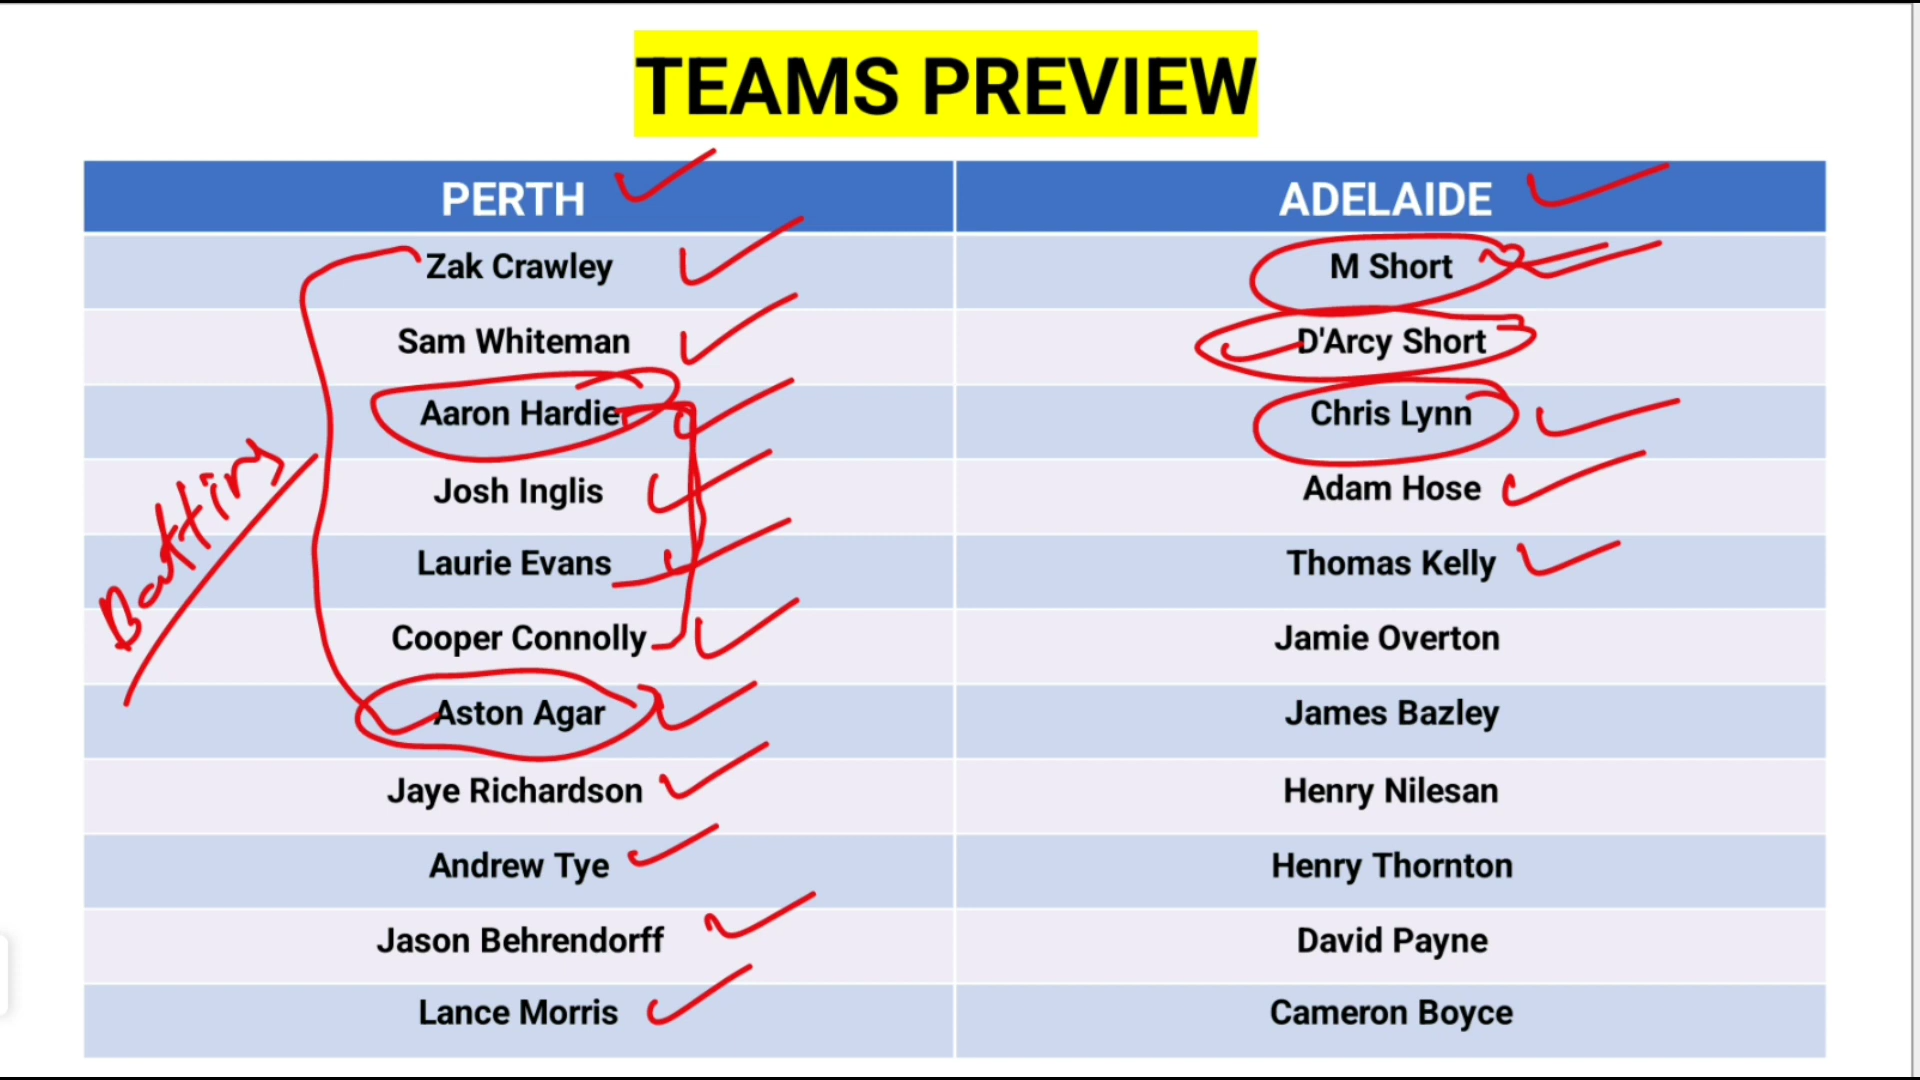 TEAMS PREVIEW
PERTH ADELAIDE
Zak Crawley M Short
Sam Whiteman D'Arcy Short
Aaron Hardie Chris Lynn
Josh Inglis Adam Hose
Laurie Evans Thomas Kelly
Cooper Connolly Jamie Overton
Aston Agar James Bazley
Jaye Richardson Henry Nilesan
Andrew Tye Henry Thornton
Jason Behrendorff David Payne
Lance Morris Cameron Boyce
Batting